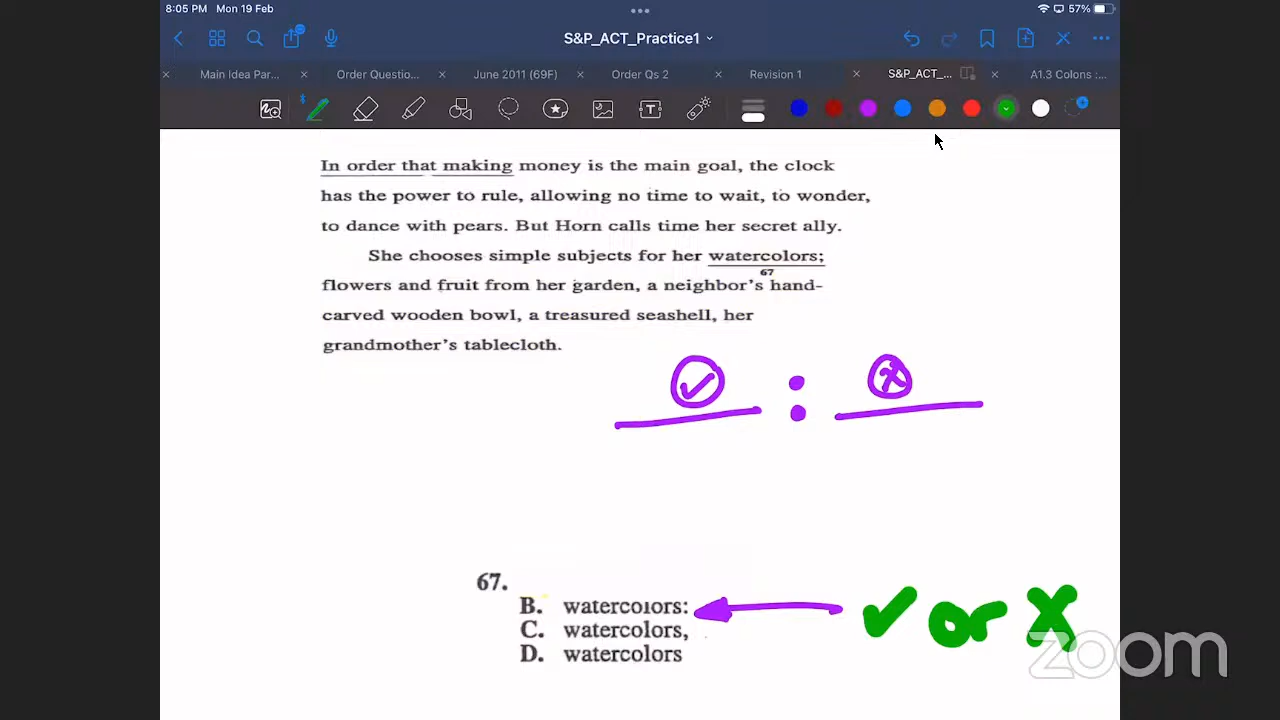 8:05 PM Mon 19 Feb
57%
S&P_ACT_Practice1
Main Idea Par...
Order Questio...
June 2011 (69F)
Order Qs 2
Revision 1
S&P_ACT_...
A1.3 Colons :...
In order that making money is the main goal, the clock
has the power to rule, allowing no time to wait, to wonder,
to dance with pears. But Horn calls time her secret ally.
She chooses simple subjects for her watercolors;
67
flowers and fruit from her garden, a neighbor's hand-
carved wooden bowl, a treasured seashell, her
grandmother's tablecloth.
✓ : X
67.
B. watercolors:
✓ or X
C. watercolors,
D. watercolors
zoom